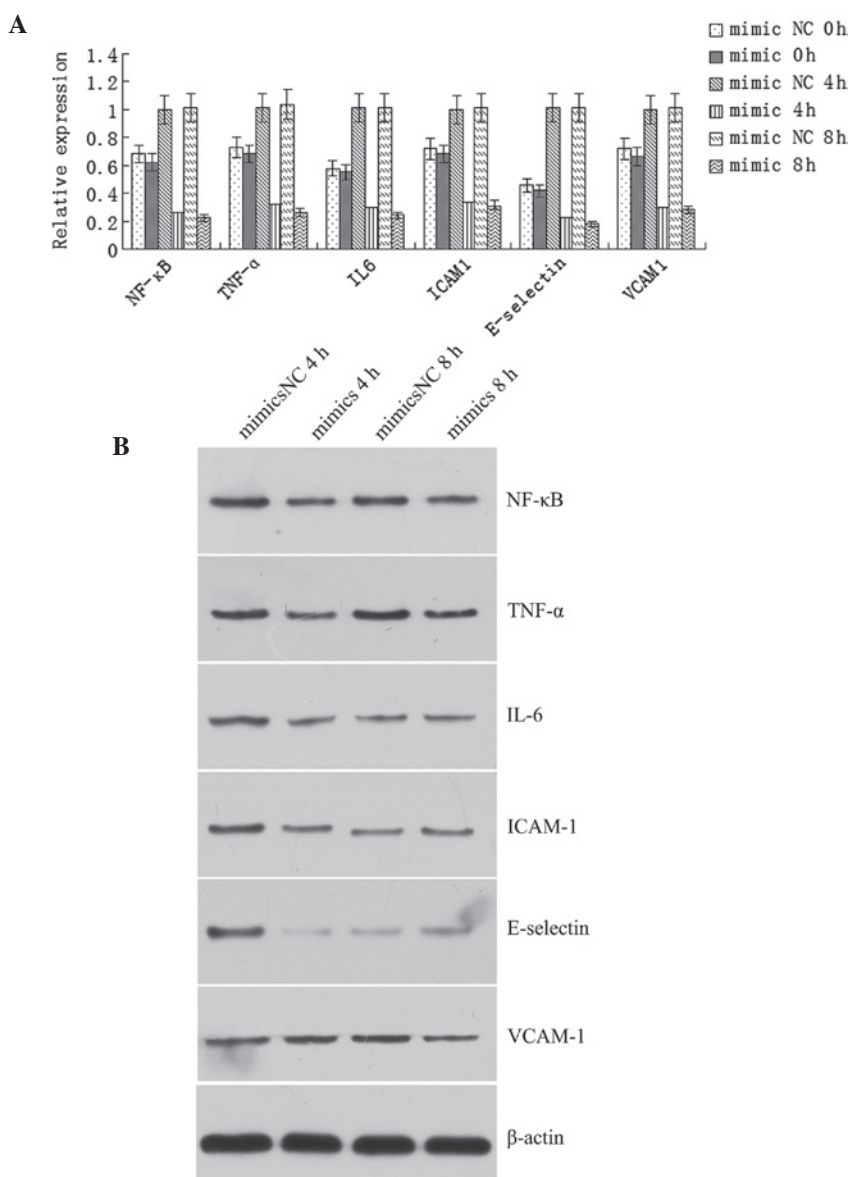 A
mimic NC 0h
mimic 0h
mimic NC 4h
mimic 4h
mimic NC 8h
mimic 8h
Relative expression
1.4
1.2
1
0.8
0.6
0.4
0.2
0
NF-κB
TNF-α
IL6
ICAM1
E-selectin
VCAM1
B
mimicsNC 4 h
mimics 4 h
mimicsNC 8 h
mimics 8 h
NF-κB
TNF-α
IL-6
ICAM-1
E-selectin
VCAM-1
β-actin